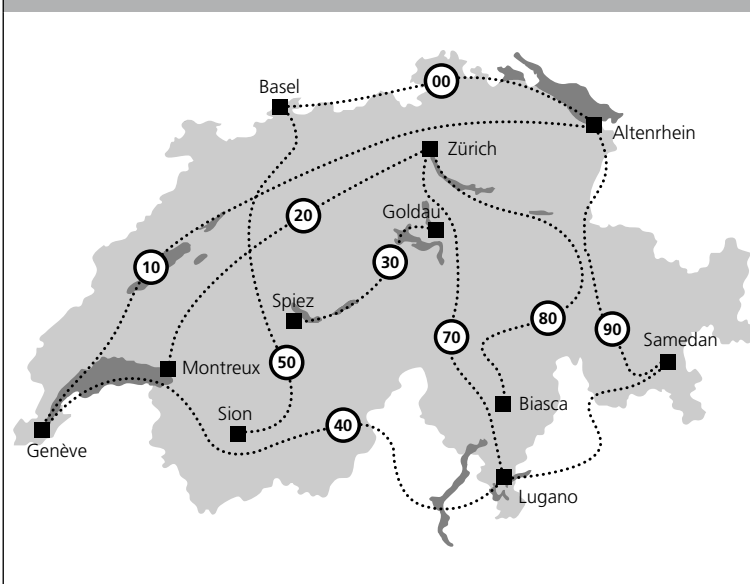 00
Basel
Altenrhein
Zürich
20
Goldau
10
30
Spiez
80
90
70
Samedan
50
Montreux
Biasca
Sion
40
Genève
Lugano